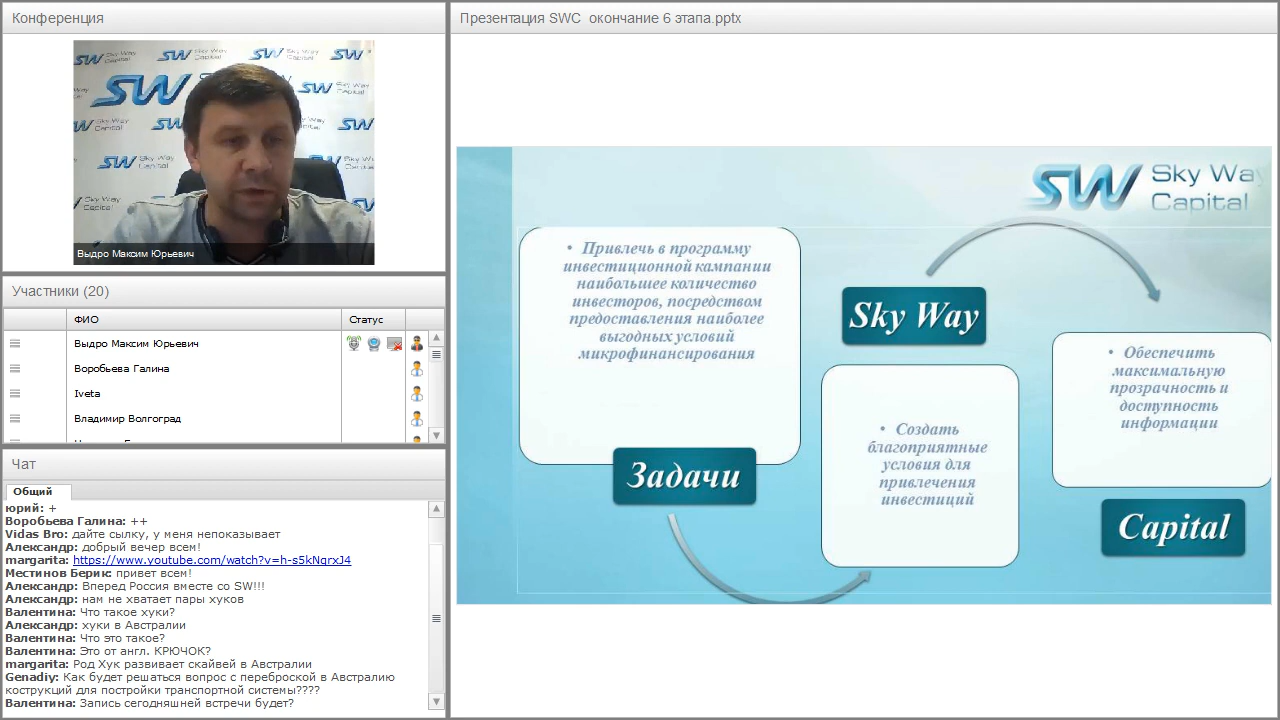 Конференция
SW Sky Way Capital
Выдро Максим Юрьевич
Участники (20)
ФИО
Статус
Выдро Максим Юрьевич
Воробьева Галина
Iveta
Владимир Волгоград
Чат
Общий
юрий: +
Воробьева Галина: ++
Vidas Bro: дайте сылку, у меня непоказывает
Александр: добрый вечер всем!
margarita: https://www.youtube.com/watch?v=h-s5kNqrxJ4
Местинов Берик: привет всем!
Александр: Вперед Россия вместе со SW!!!
Александр: нам не хватает пары хуков
Валентина: Что такое хуки?
Александр: хуки в Австралии
Валентина: Что это такое?
Валентина: Это от англ. КРЮЧОК?
margarita: Род Хук развивает скайвей в Австралии
Genadiy: Как будет решаться вопрос с переброской в Австралию
кострукций для постройки транспортной системы????
Валентина: Запись сегодняшней встречи будет?
Презентация SWC окончание 6 этапа.pptx
SW Sky Way
Capital
• Привлечь в программу
инвестиционной кампании
наибольшее количество
инвесторов, посредством
предоставления наиболее
выгодных условий
микрофинансирования
Задачи
Sky Way
• Создать
благоприятные
условия для
привлечения
инвестиций
• Обеспечить
максимальную
прозрачность и
доступность
информации
Capital